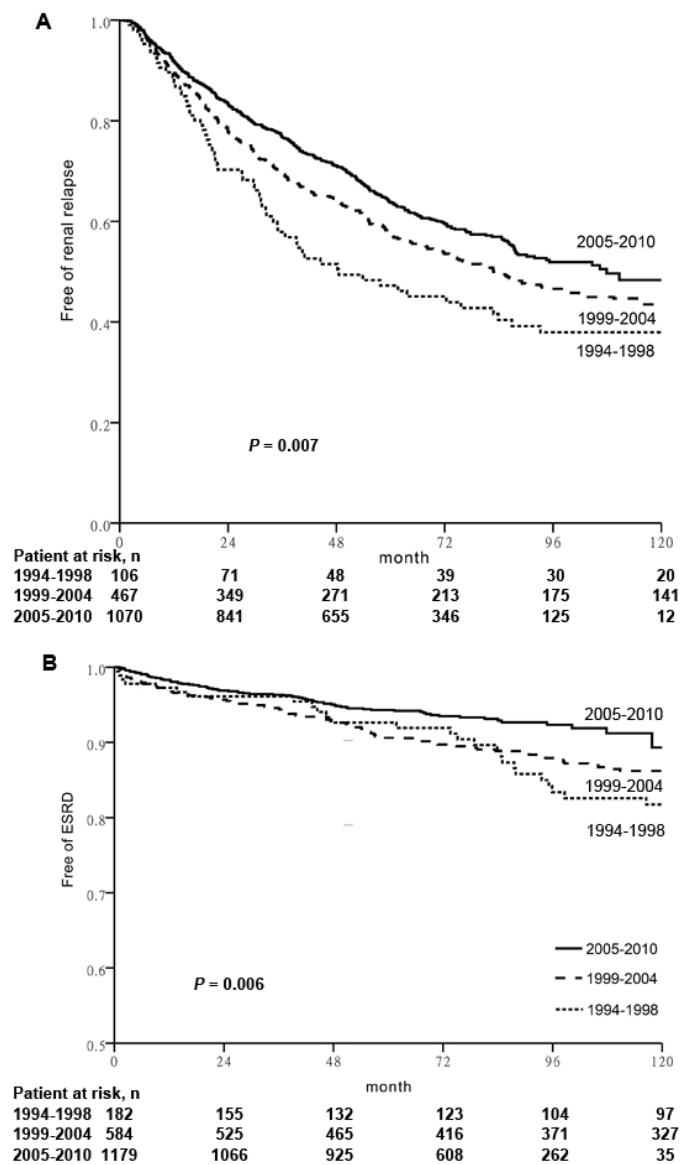 A
1.0
0.8
0.6
0.4
0.2
0.0
Free of renal relapse
2005-2010
1999-2004
1994-1998
P = 0.007
0 24 48 72 96 120
month
Patient at risk, n
1994-1998 106 71 48 39 30 20
1999-2004 467 349 271 213 175 141
2005-2010 1070 841 655 346 125 12
B
1.0
0.9
0.8
0.7
0.6
0.5
Free of ESRD
2005-2010
1999-2004
1994-1998
2005-2010
1999-2004
1994-1998
P = 0.006
0 24 48 72 96 120
month
Patient at risk, n
1994-1998 182 155 132 123 104 97
1999-2004 584 525 465 416 371 327
2005-2010 1179 1066 925 608 262 35